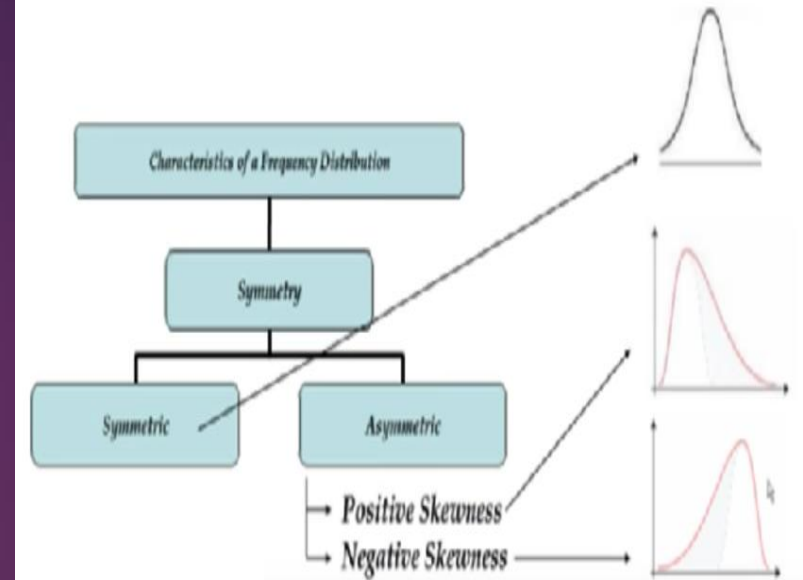 Characteristics of a Frequency Distribution
Symmetry
Symmetric
Asymmetric
Positive Skewness
Negative Skewness